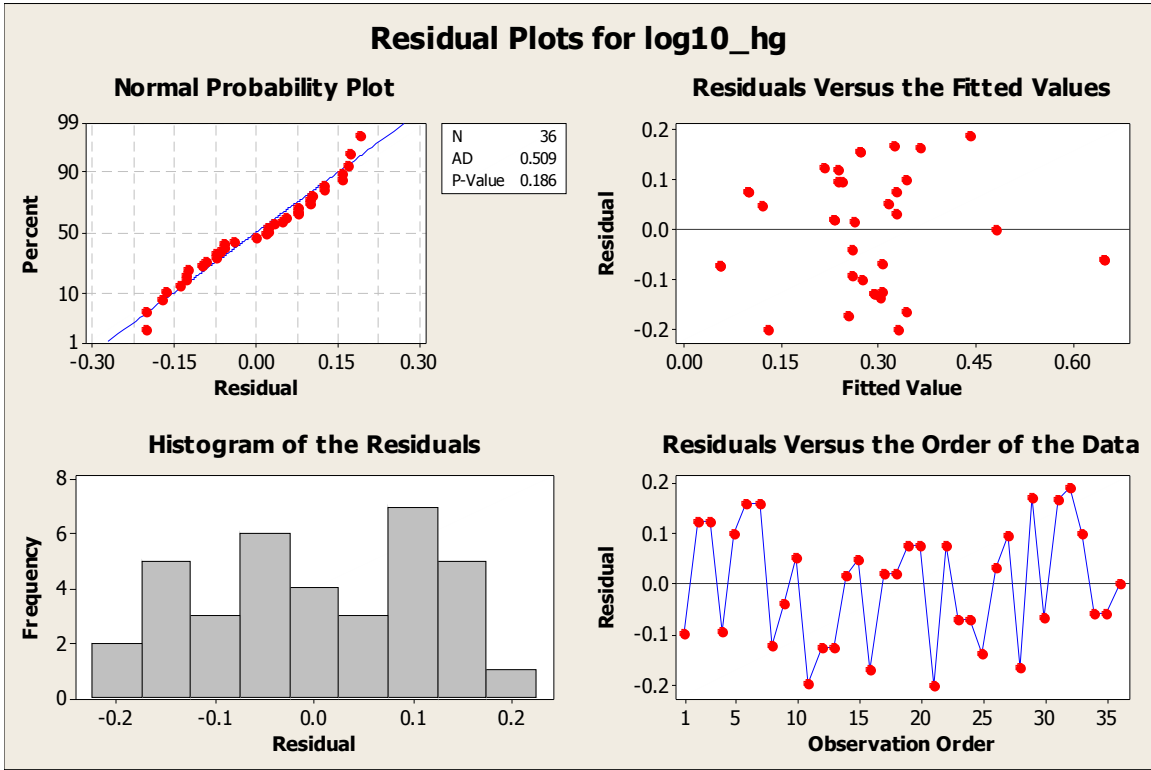 Residual Plots for log10_hg
Normal Probability Plot
Percent
99
90
50
10
1
-0.30
-0.15
0.00
0.15
0.30
Residual
N 36
AD 0.509
P-Value 0.186
Residuals Versus the Fitted Values
Residual
0.2
0.1
0.0
-0.1
-0.2
0.00
0.15
0.30
0.45
0.60
Fitted Value
Histogram of the Residuals
Frequency
8
6
4
2
0
-0.2
-0.1
0.0
0.1
0.2
Residual
Residuals Versus the Order of the Data
Residual
0.2
0.1
0.0
-0.1
-0.2
1
5
10
15
20
25
30
35
Observation Order